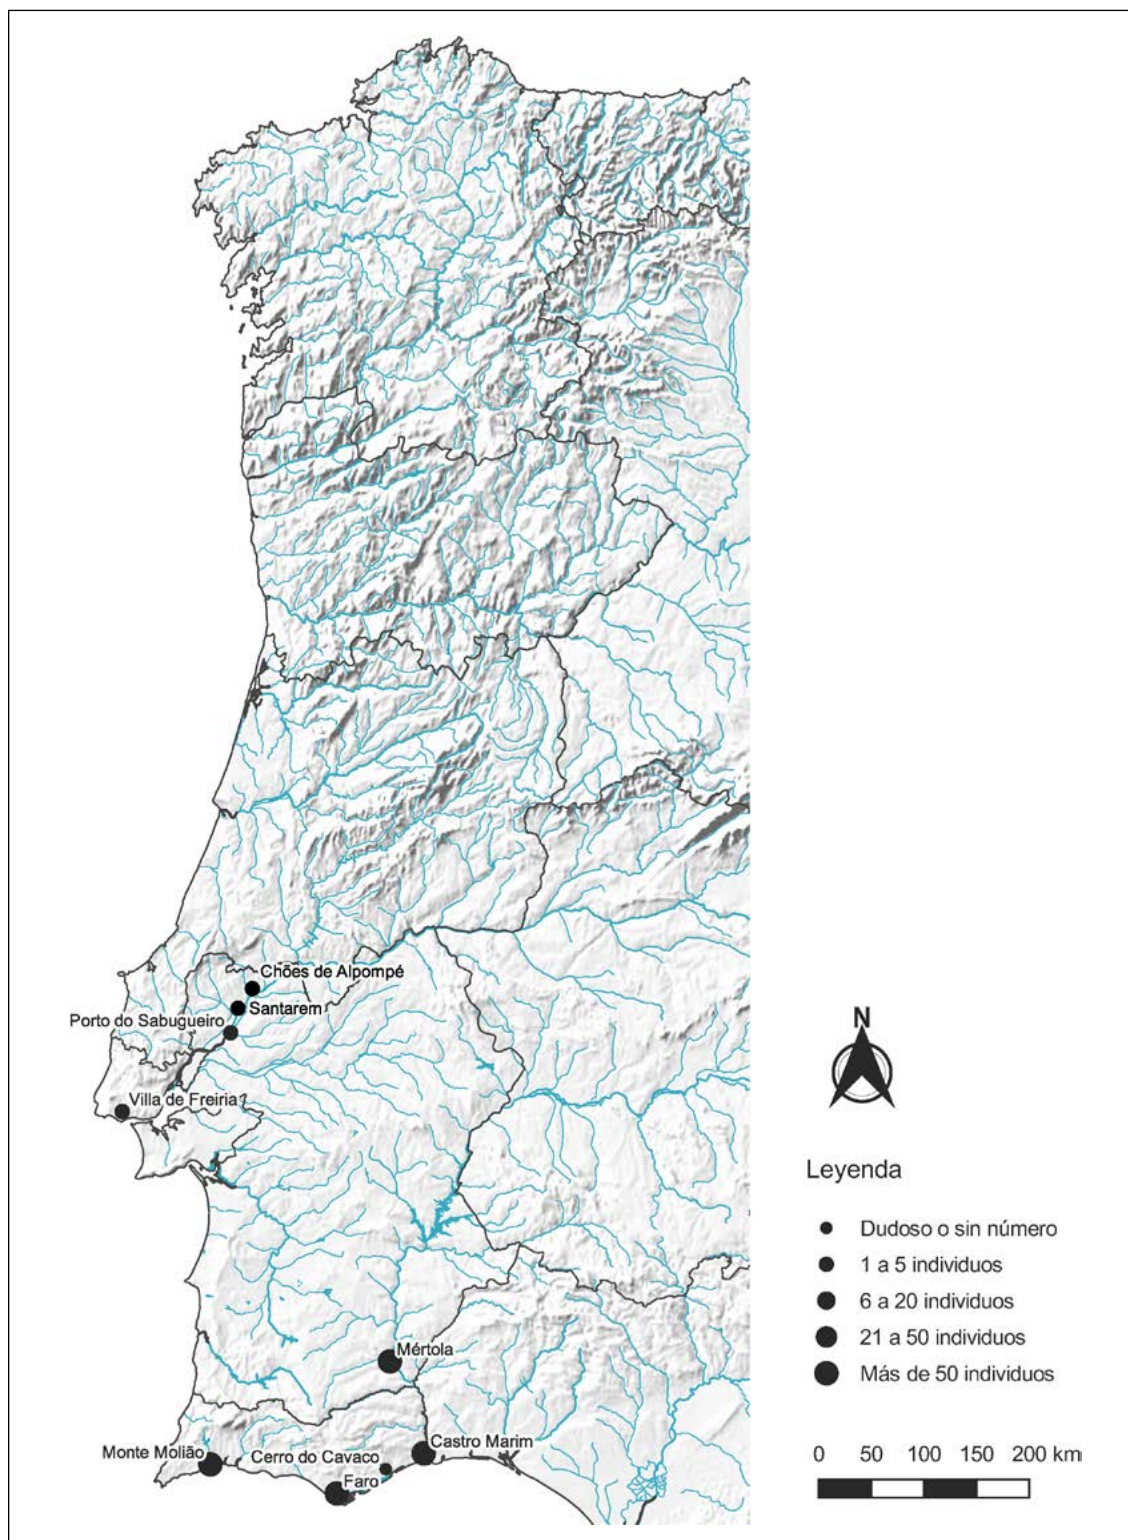 Chões de Alpompé
Santarem
Porto do Sabugueiro
Villa de Freiria
N
Leyenda
Dudoso o sin número
1 a 5 individuos
6 a 20 individuos
21 a 50 individuos
Más de 50 individuos
Mértola
Monte Molião
Cerro do Cavaco
Castro Marim
Faro
0 50 100 150 200 km